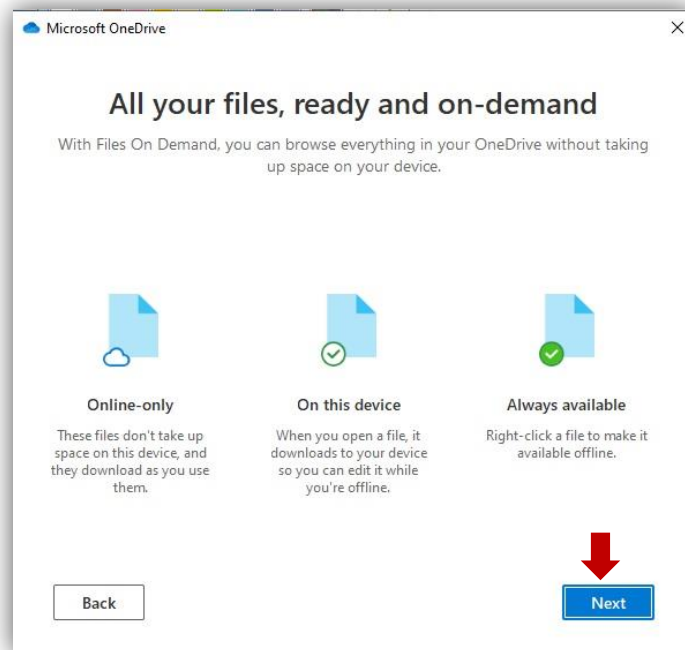 Microsoft OneDrive
All your files, ready and on-demand
With Files On Demand, you can browse everything in your OneDrive without taking
up space on your device.
Online-only
These files don't take up
space on this device, and
they download as you use
them.
On this device
When you open a file, it
downloads to your device
so you can edit it while
you're offline.
Always available
Right-click a file to make it
available offline.
Back
Next